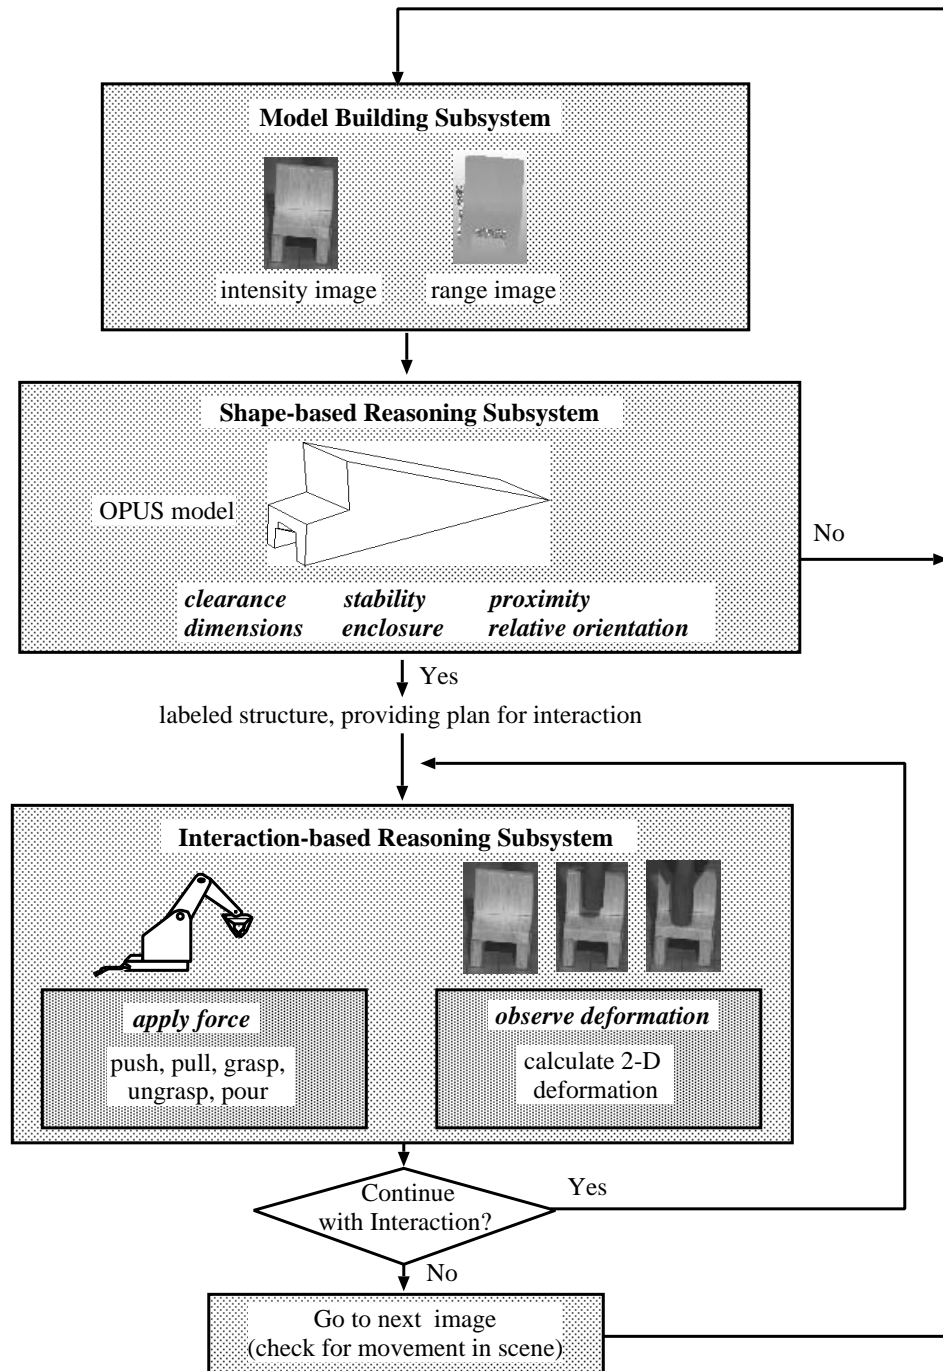 Model Building Subsystem
intensity image
range image
Shape-based Reasoning Subsystem
OPUS model
No
clearance stability proximity
dimensions enclosure relative orientation
Yes
labeled structure, providing plan for interaction
Interaction-based Reasoning Subsystem
apply force
push, pull, grasp,
ungrasp, pour
observe deformation
calculate 2-D
deformation
Continue
with Interaction?
Yes
No
Go to next image
(check for movement in scene)